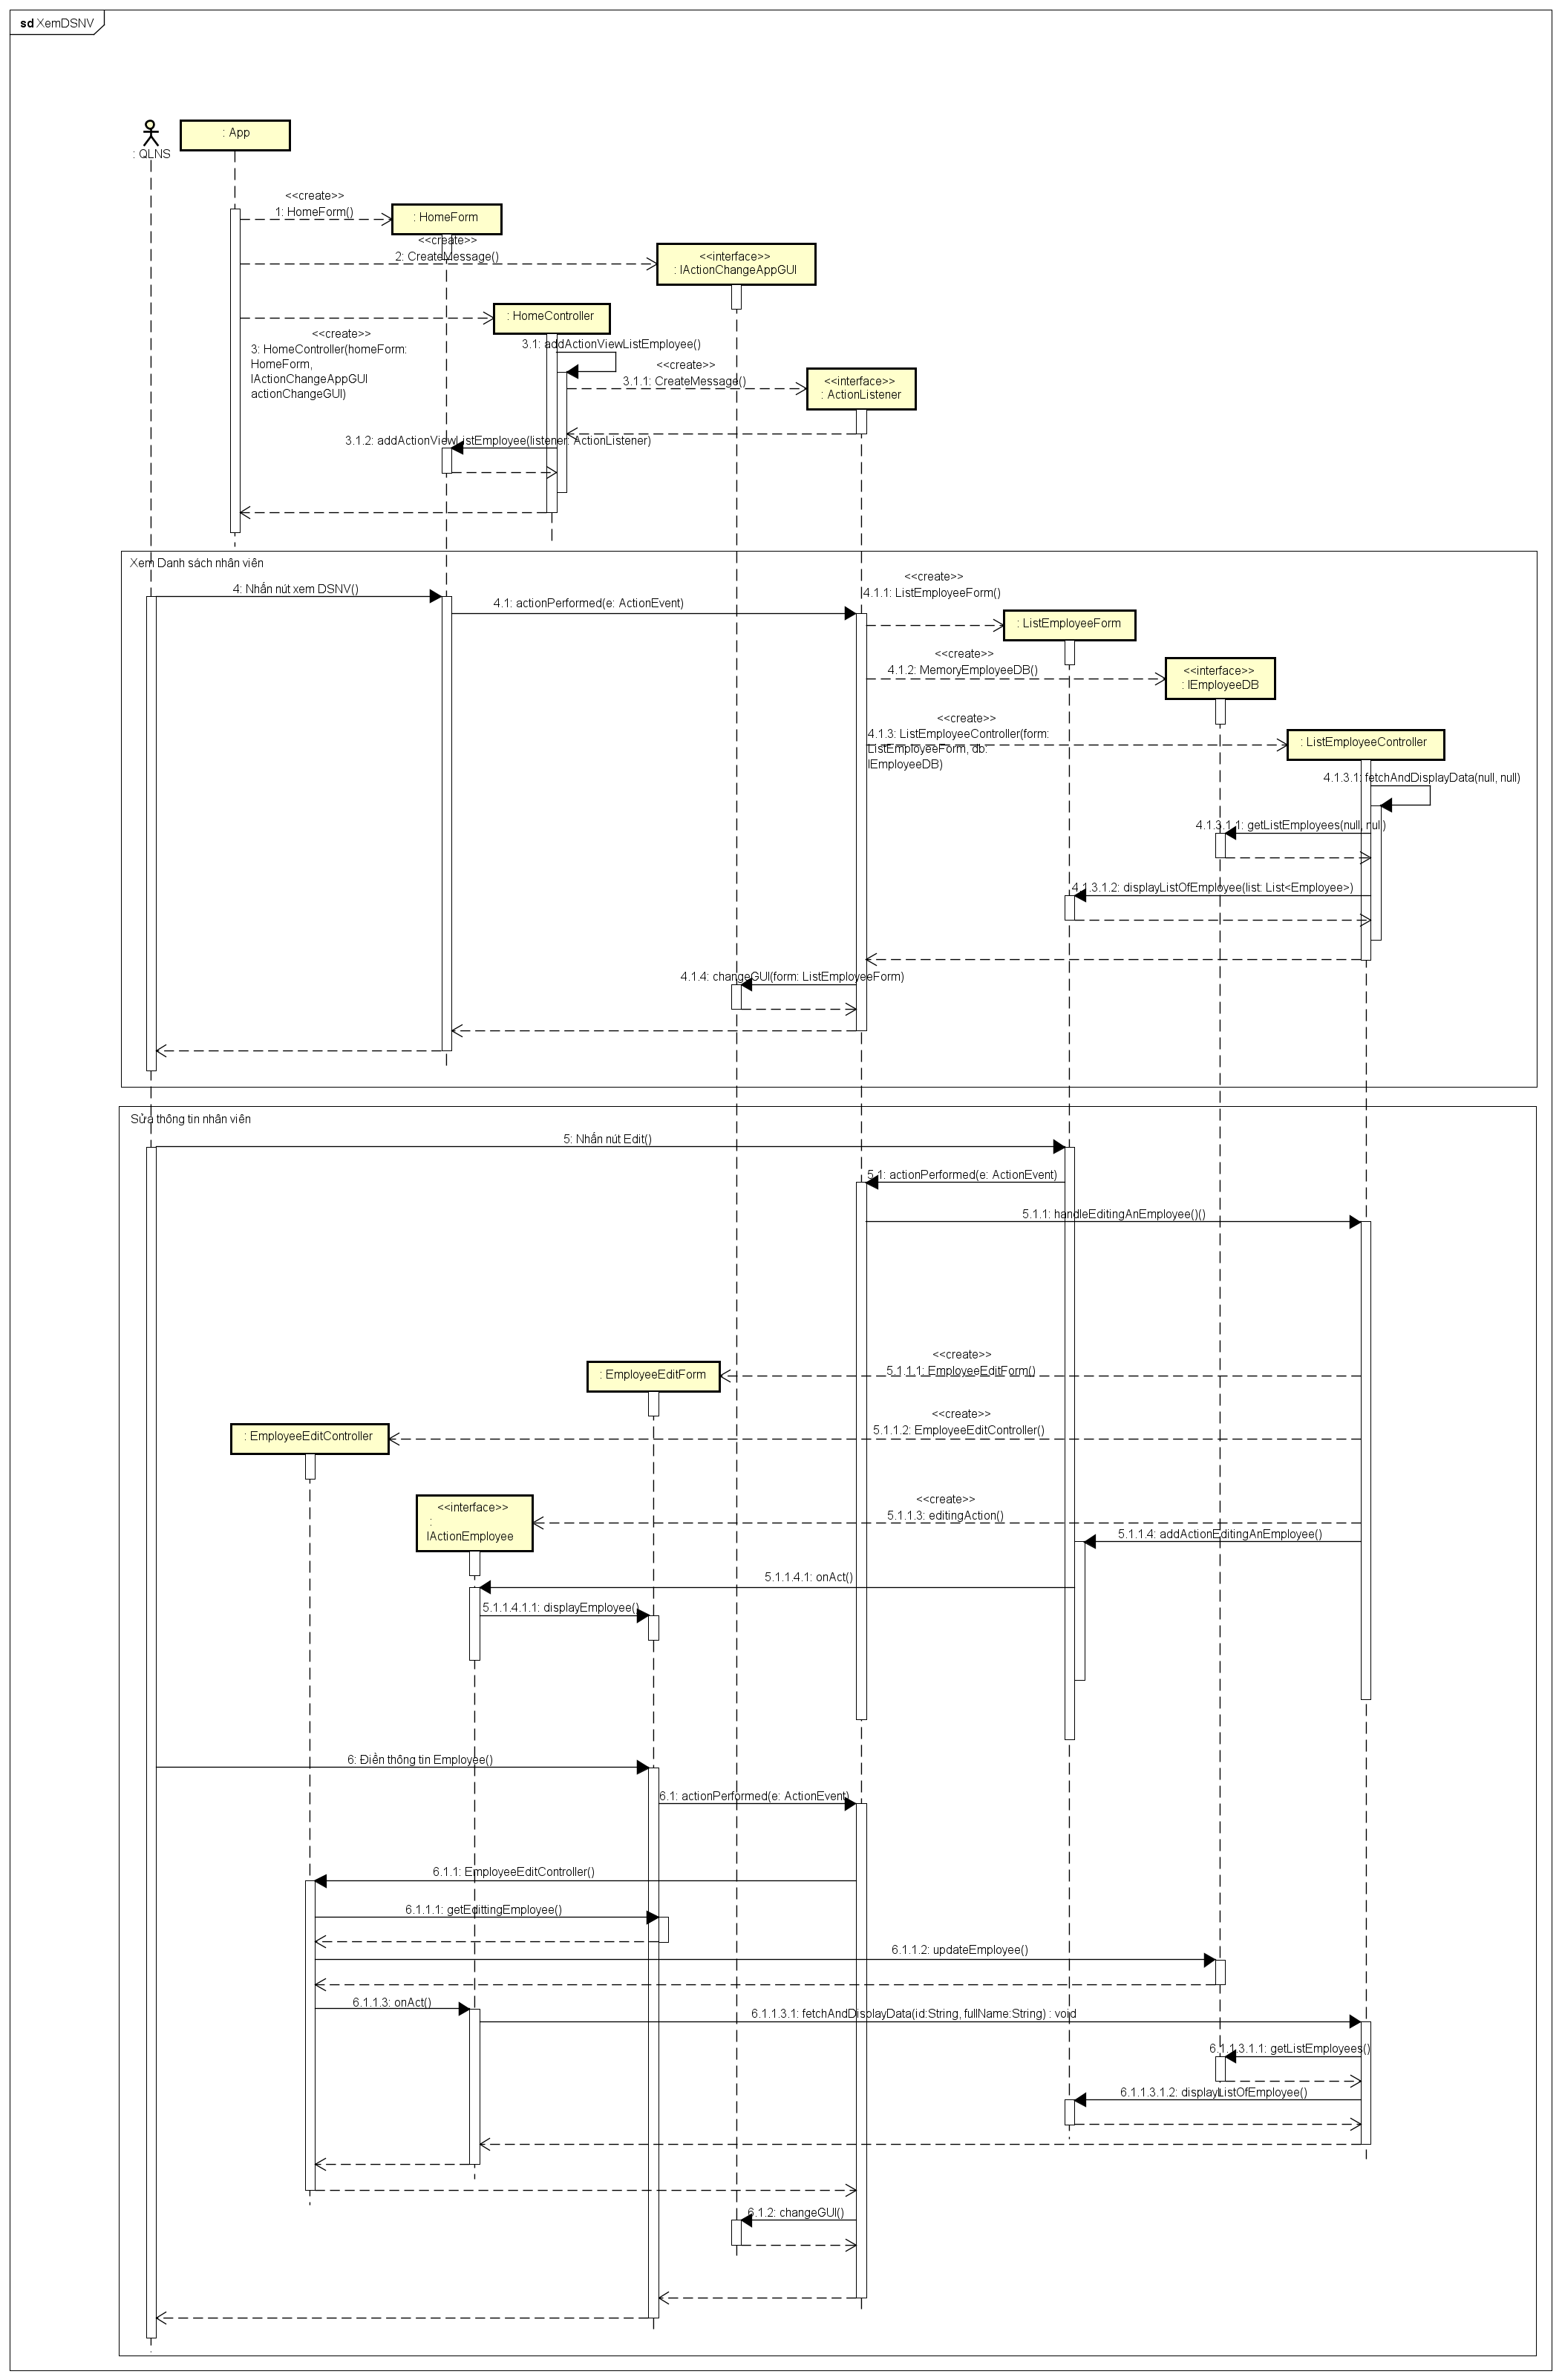 sd XemDSNV
: QLNS
: App
<<create>>
1: HomeForm()
: HomeForm
<<create>>
2: CreateMessage()
<<interface>>
: IActionChangeAppGUI
: HomeController
<<create>>
3: HomeController(homeForm:
HomeForm,
IActionChangeAppGUI
actionChangeGUI)
3.1: addActionViewListEmployee()
<<create>>
3.1.1: CreateMessage()
<<interface>>
: ActionListener
3.1.2: addActionViewListEmployee(listener: ActionListener)
Xem Danh sách nhân viên
4: Nhấn nút xem DSNV()
4.1: actionPerformed(e: ActionEvent)
<<create>>
4.1.1: ListEmployeeForm()
: ListEmployeeForm
<<create>>
4.1.2: MemoryEmployeeDB()
<<interface>>
: IEmployeeDB
<<create>>
4.1.3: ListEmployeeController(form:
ListEmployeeForm, db:
IEmployeeDB)
: ListEmployeeController
4.1.3.1: fetchAndDisplayData(null, null)
4.1.3.1.1: getListEmployees(null, null)
4.1.3.1.2: displayListOfEmployee(list: List<Employee>)
4.1.4: changeGUI(form: ListEmployeeForm)
Sửa thông tin nhân viên
5: Nhấn nút Edit()
5.1: actionPerformed(e: ActionEvent)
5.1.1: handleEditingAnEmployee()()
<<create>>
5.1.1.1: EmployeeEditForm()
: EmployeeEditForm
<<create>>
5.1.1.2: EmployeeEditController()
: EmployeeEditController
<<create>>
5.1.1.3: editingAction()
<<interface>>
:
IActionEmployee
5.1.1.4: addActionEditingAnEmployee()
5.1.1.4.1: onAct()
5.1.1.4.1.1: displayEmployee()
6: Điền thông tin Employee()
6.1: actionPerformed(e: ActionEvent)
6.1.1: EmployeeEditController()
6.1.1.1: getEdittingEmployee()
6.1.1.2: updateEmployee()
6.1.1.3: onAct()
6.1.1.3.1: fetchAndDisplayData(id:String, fullName:String) : void
6.1.1.3.1.1: getListEmployees()
6.1.1.3.1.2: displayListOfEmployee()
6.1.2: changeGUI()